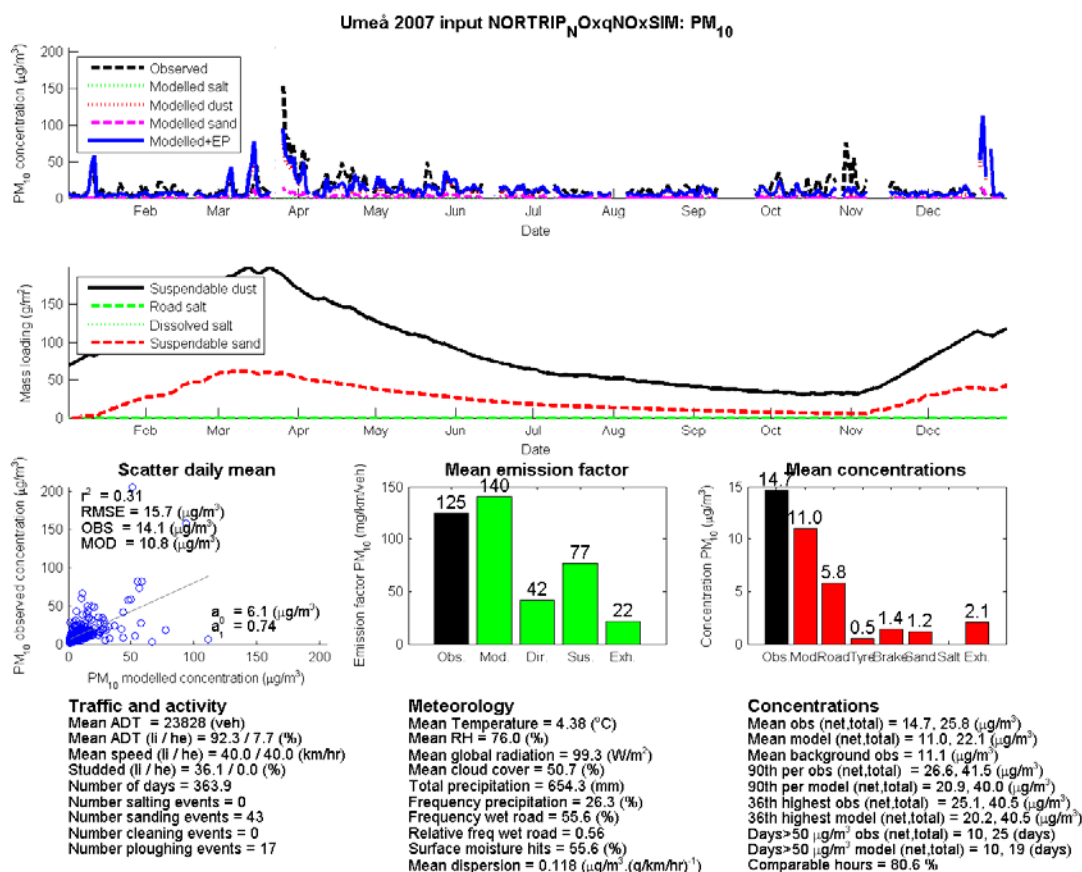 Umeå 2007 input NORTRIP_NOxqNOxSIM: PM10
PM10 concentration (µg/m³)
200
150
100
50
0
Observed
Modelled salt
Modelled dust
Modelled sand
Modelled+EP
Feb Mar Apr May Jun Jul Aug Sep Oct Nov Dec
Date
Mass loading (g/m²)
150
100
50
0
Suspendable dust
Road salt
Dissolved salt
Suspendable sand
Feb Mar Apr May Jun Jul Aug Sep Oct Nov Dec
Date
Scatter daily mean
PM10 observed concentration (µg/m³)
200
150
100
50
0
r² = 0.31
RMSE = 15.7 (µg/m³)
OBS = 14.1 (µg/m³)
MOD = 10.8 (µg/m³)
a0 = 6.1 (µg/m³)
a1 = 0.74
0 50 100 150 200
PM10 modelled concentration (µg/m³)
Mean emission factor
Emission factor PM10 (mg/km/veh)
150
100
50
0
125 140 42 77 22
Obs. Mod. Dir. Sus. Exh.
Mean concentrations
Concentration PM10 (µg/m³)
15
10
5
0
14.7 11.0 5.8 0.5 1.4 1.2 2.1
Obs. Mod. Road Tyre Brake Sand Salt Exh.
Traffic and activity
Mean ADT = 23828 (veh)
Mean ADT (li / he) = 92.3 / 7.7 (%)
Mean speed (li / he) = 40.0 / 40.0 (km/hr)
Studded (li / he) = 36.1 / 0.0 (%)
Number of days = 363.9
Number salting events = 0
Number sanding events = 43
Number cleaning events = 0
Number ploughing events = 17
Meteorology
Mean Temperature = 4.38 (°C)
Mean RH = 76.0 (%)
Mean global radiation = 99.3 (W/m²)
Mean cloud cover = 50.7 (%)
Total precipitation = 654.3 (mm)
Frequency precipitation = 26.3 (%)
Frequency wet road = 55.6 (%)
Relative freq wet road = 0.56
Surface moisture hits = 55.6 (%)
Mean dispersion = 0.118 (µg/m³.(g/km/hr)⁻¹)
Concentrations
Mean obs (net,total) = 14.7, 25.8 (µg/m³)
Mean model (net,total) = 11.0, 22.1 (µg/m³)
Mean background obs = 11.1 (µg/m³)
90th per obs (net,total) = 26.6, 41.5 (µg/m³)
90th per model (net,total) = 20.9, 40.0 (µg/m³)
36th highest obs (net,total) = 25.1, 40.5 (µg/m³)
36th highest model (net,total) = 20.2, 40.5 (µg/m³)
Days>50 µg/m³ obs (net,total) = 10, 25 (days)
Days>50 µg/m³ model (net,total) = 10, 19 (days)
Comparable hours = 80.6 %